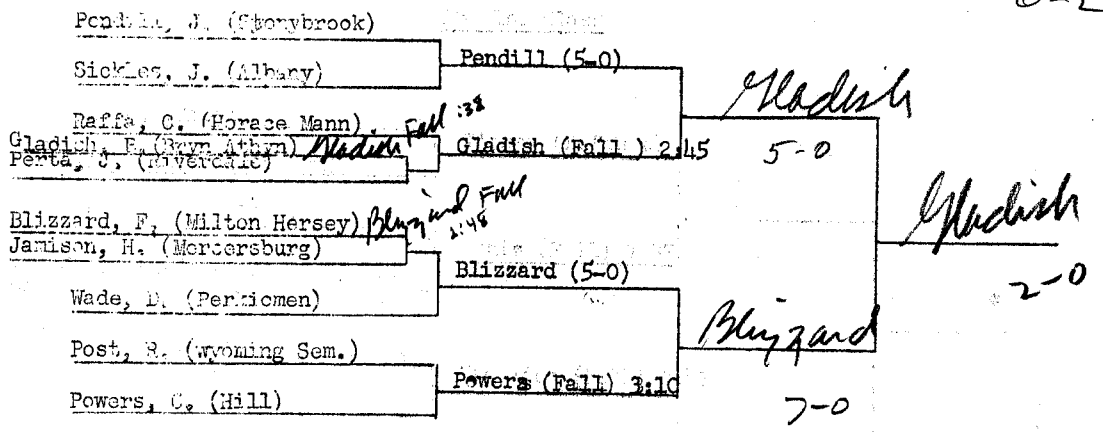 Pendill, J. (Stonybrook)
Pendill (5-0)
Sickles, J. (Albany)
Gladish
5-0
Raffa, C. (Horace Mann)
Gladish Fall :38
Gladish (Fall ) 2:45
Gladish, (Bryn Athyn)
Perta, J. (Riverdale)
Gladish
2-0
Blizzard, F, (Milton Hersey)
Blizzard Fall
2:48
Jamison, H. (Mercersburg)
Blizzard (5-0)
Wade, D. (Perkiomen)
Blizzard
7-0
Post, R. (Wyoming Sem.)
Powers (Fall) 3:10
Powers, C. (Hill)